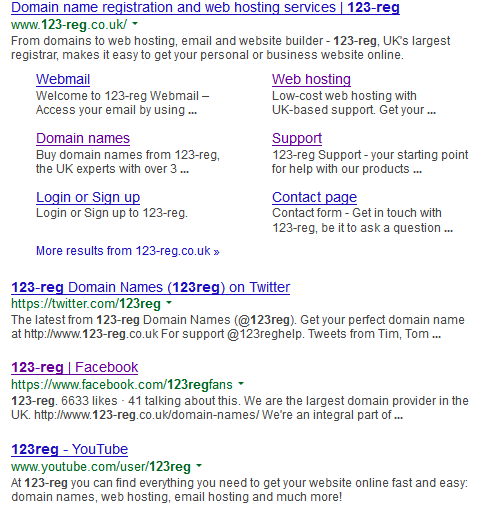 Domain name registration and web hosting services | 123-reg
www.123-reg.co.uk/
From domains to web hosting, email and website builder - 123-reg, UK's largest
registrar, makes it easy to get your personal or business website online.
Webmail
Welcome to 123-reg Webmail –
Access your email by using ...
Web hosting
Low-cost web hosting with
UK-based support. Get your ...
Domain names
Buy domain names from 123-reg,
the UK experts with over 3 ...
Support
123-reg Support - your starting point
for help with our products ...
Login or Sign up
Login or Sign up to 123-reg.
Contact page
Contact form - Get in touch with
123-reg, be it to ask a question ...
More results from 123-reg.co.uk »
123-reg Domain Names (123reg) on Twitter
https://twitter.com/123reg
The latest from 123-reg Domain Names (@123reg). Get your perfect domain name
at http://www.123-reg.co.uk For support @123reghelp. Tweets from Tim, Tom ...
123-reg | Facebook
https://www.facebook.com/123regfans
123-reg. 6633 likes · 41 talking about this. We are the largest domain provider in the
UK. http://www.123-reg.co.uk/domain-names/ We're an integral part of ...
123reg - YouTube
www.youtube.com/user/123reg
At 123-reg you can find everything you need to get your website online fast and easy:
domain names, web hosting, email hosting and much more!